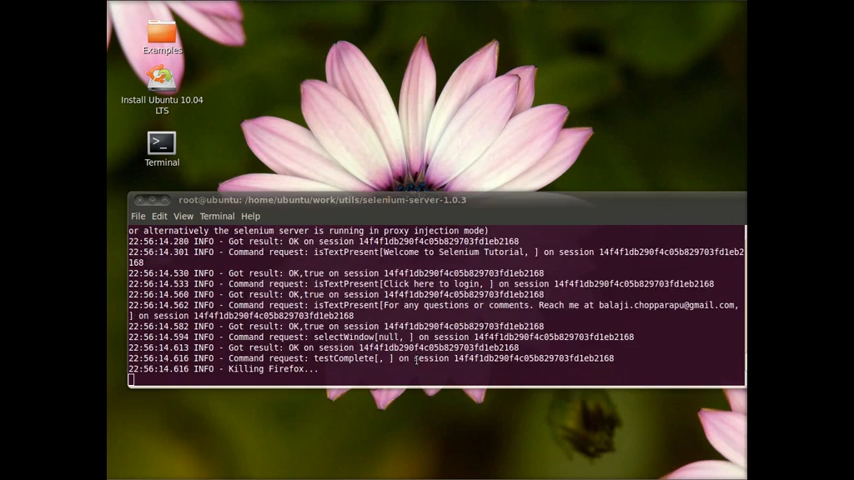 Examples
Install Ubuntu 10.04
LTS
Terminal
root@ubuntu: /home/ubuntu/work/utils/selenium-server-1.0.3
File Edit View Terminal Help
or alternatively the selenium server is running in proxy injection mode)
22:56:14.280 INFO - Got result: OK on session 14f4f1db290f4c05b829703fd1eb2168
22:56:14.301 INFO - Command request: isTextPresent[Welcome to Selenium Tutorial, ] on session 14f4f1db290f4c05b829703fd1eb2
168
22:56:14.530 INFO - Got result: OK,true on session 14f4f1db290f4c05b829703fd1eb2168
22:56:14.533 INFO - Command request: isTextPresent[Click here to login, ] on session 14f4f1db290f4c05b829703fd1eb2168
22:56:14.560 INFO - Got result: OK,true on session 14f4f1db290f4c05b829703fd1eb2168
22:56:14.562 INFO - Command request: isTextPresent[For any questions or comments. Reach me at balaji.chopparapu@gmail.com,
] on session 14f4f1db290f4c05b829703fd1eb2168
22:56:14.582 INFO - Got result: OK,true on session 14f4f1db290f4c05b829703fd1eb2168
22:56:14.594 INFO - Command request: selectWindow[null, ] on session 14f4f1db290f4c05b829703fd1eb2168
22:56:14.613 INFO - Got result: OK on session 14f4f1db290f4c05b829703fd1eb2168
22:56:14.616 INFO - Command request: testComplete[, ] on session 14f4f1db290f4c05b829703fd1eb2168
22:56:14.616 INFO - Killing Firefox...